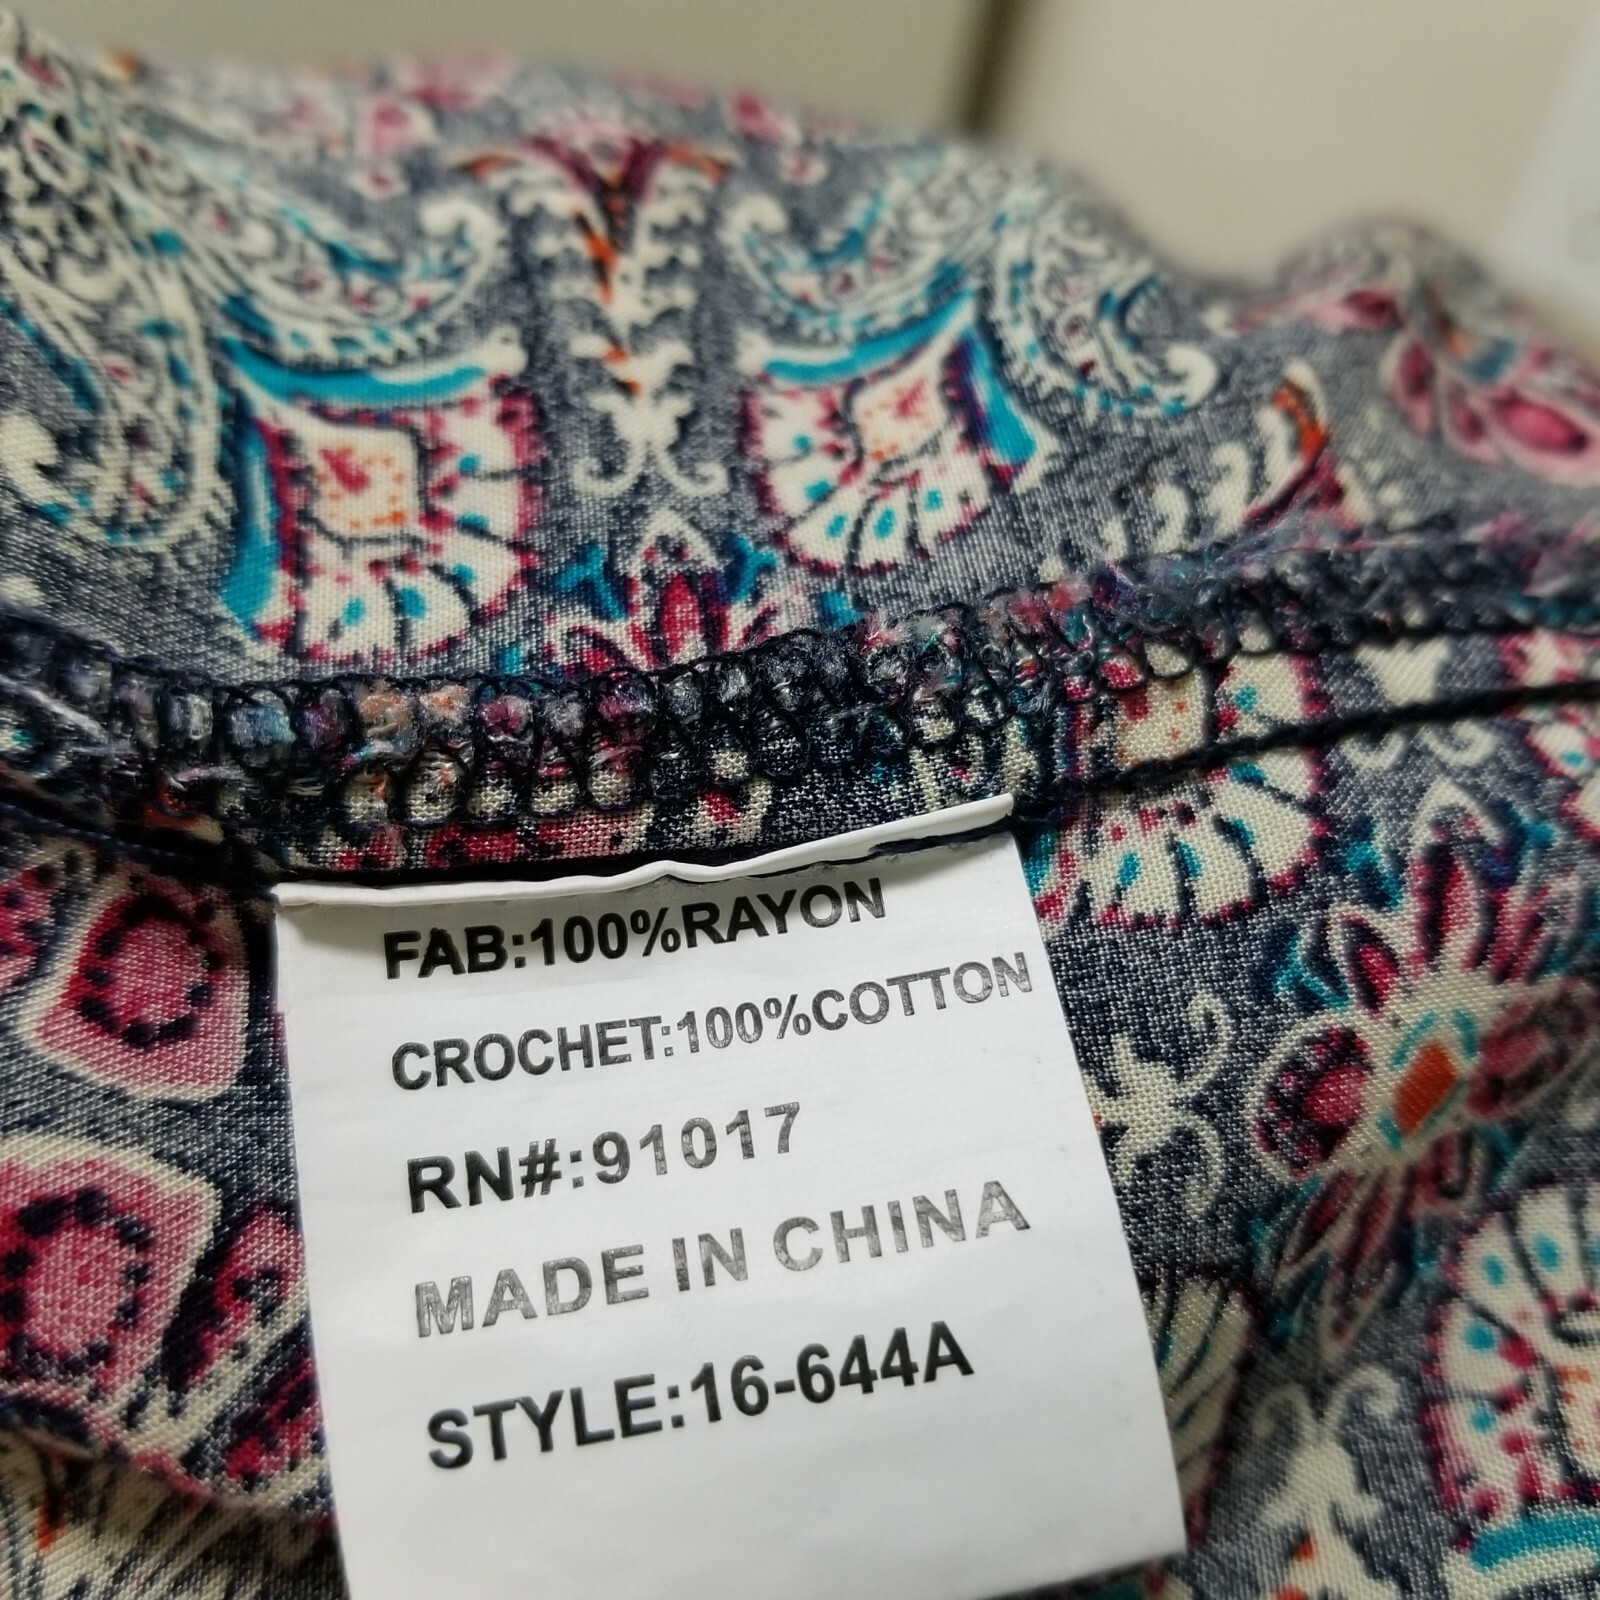 FAB:100%RAYON
CROCHET:100%COTTON
RN#:91017
MADE IN CHINA
STYLE:16-644A